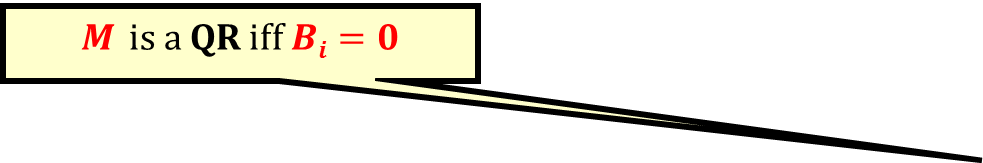 M is a QR iff B_i = 0